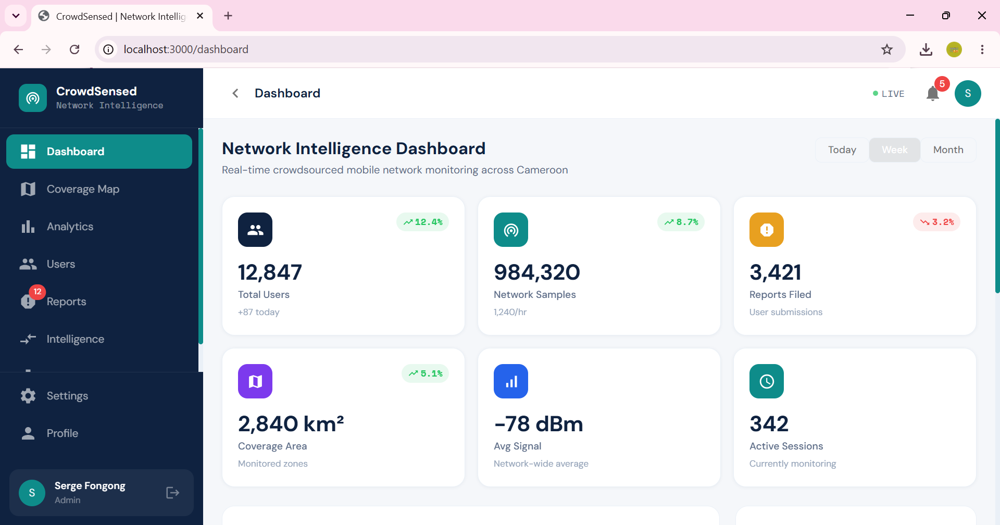 CrowdSensed | Network Intellig
localhost:3000/dashboard
CrowdSensed
Network Intelligence
Dashboard
Coverage Map
Analytics
Users
12
Reports
Intelligence
Settings
Profile
S
Serge Fongong
Admin
Dashboard
LIVE
5
S
Network Intelligence Dashboard
Real-time crowdsourced mobile network monitoring across Cameroon
Today
Week
Month
12.4%
12,847
Total Users
+87 today
8.7%
984,320
Network Samples
1,240/hr
3.2%
3,421
Reports Filed
User submissions
5.1%
2,840 km²
Coverage Area
Monitored zones
-78 dBm
Avg Signal
Network-wide average
342
Active Sessions
Currently monitoring